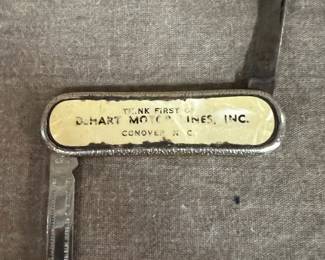 THINK FIRST OF
DEHART MOTOR LINES, INC.
CONOVER, N. C.